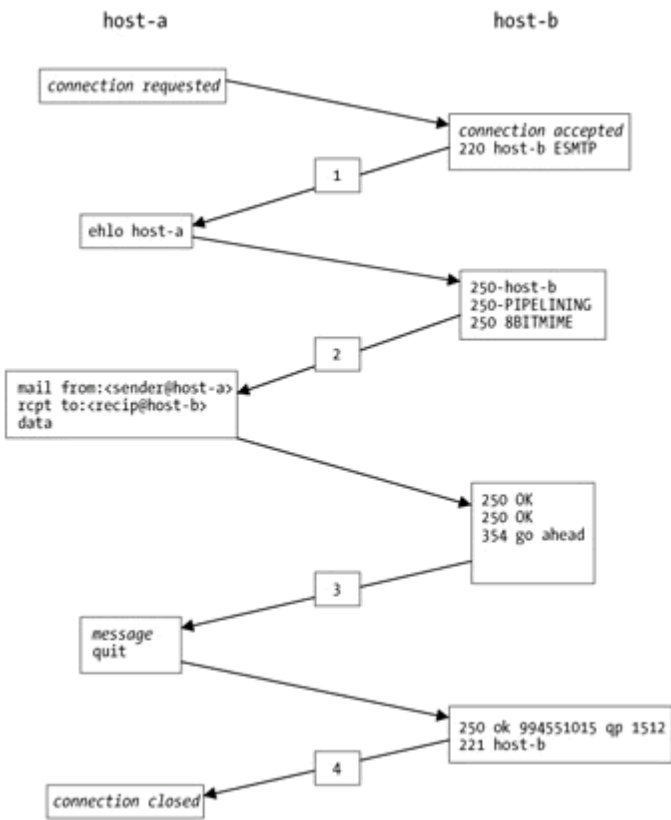 host-a
host-b
connection requested
connection accepted
220 host-b ESMTP
1
ehlo host-a
250-host-b
250-PIPELINING
250 8BITMIME
2
mail from:<sender@host-a>
rcpt to:<recip@host-b>
data
250 OK
250 OK
354 go ahead
3
message
quit
250 ok 994551015 qp 1512
221 host-b
4
connection closed